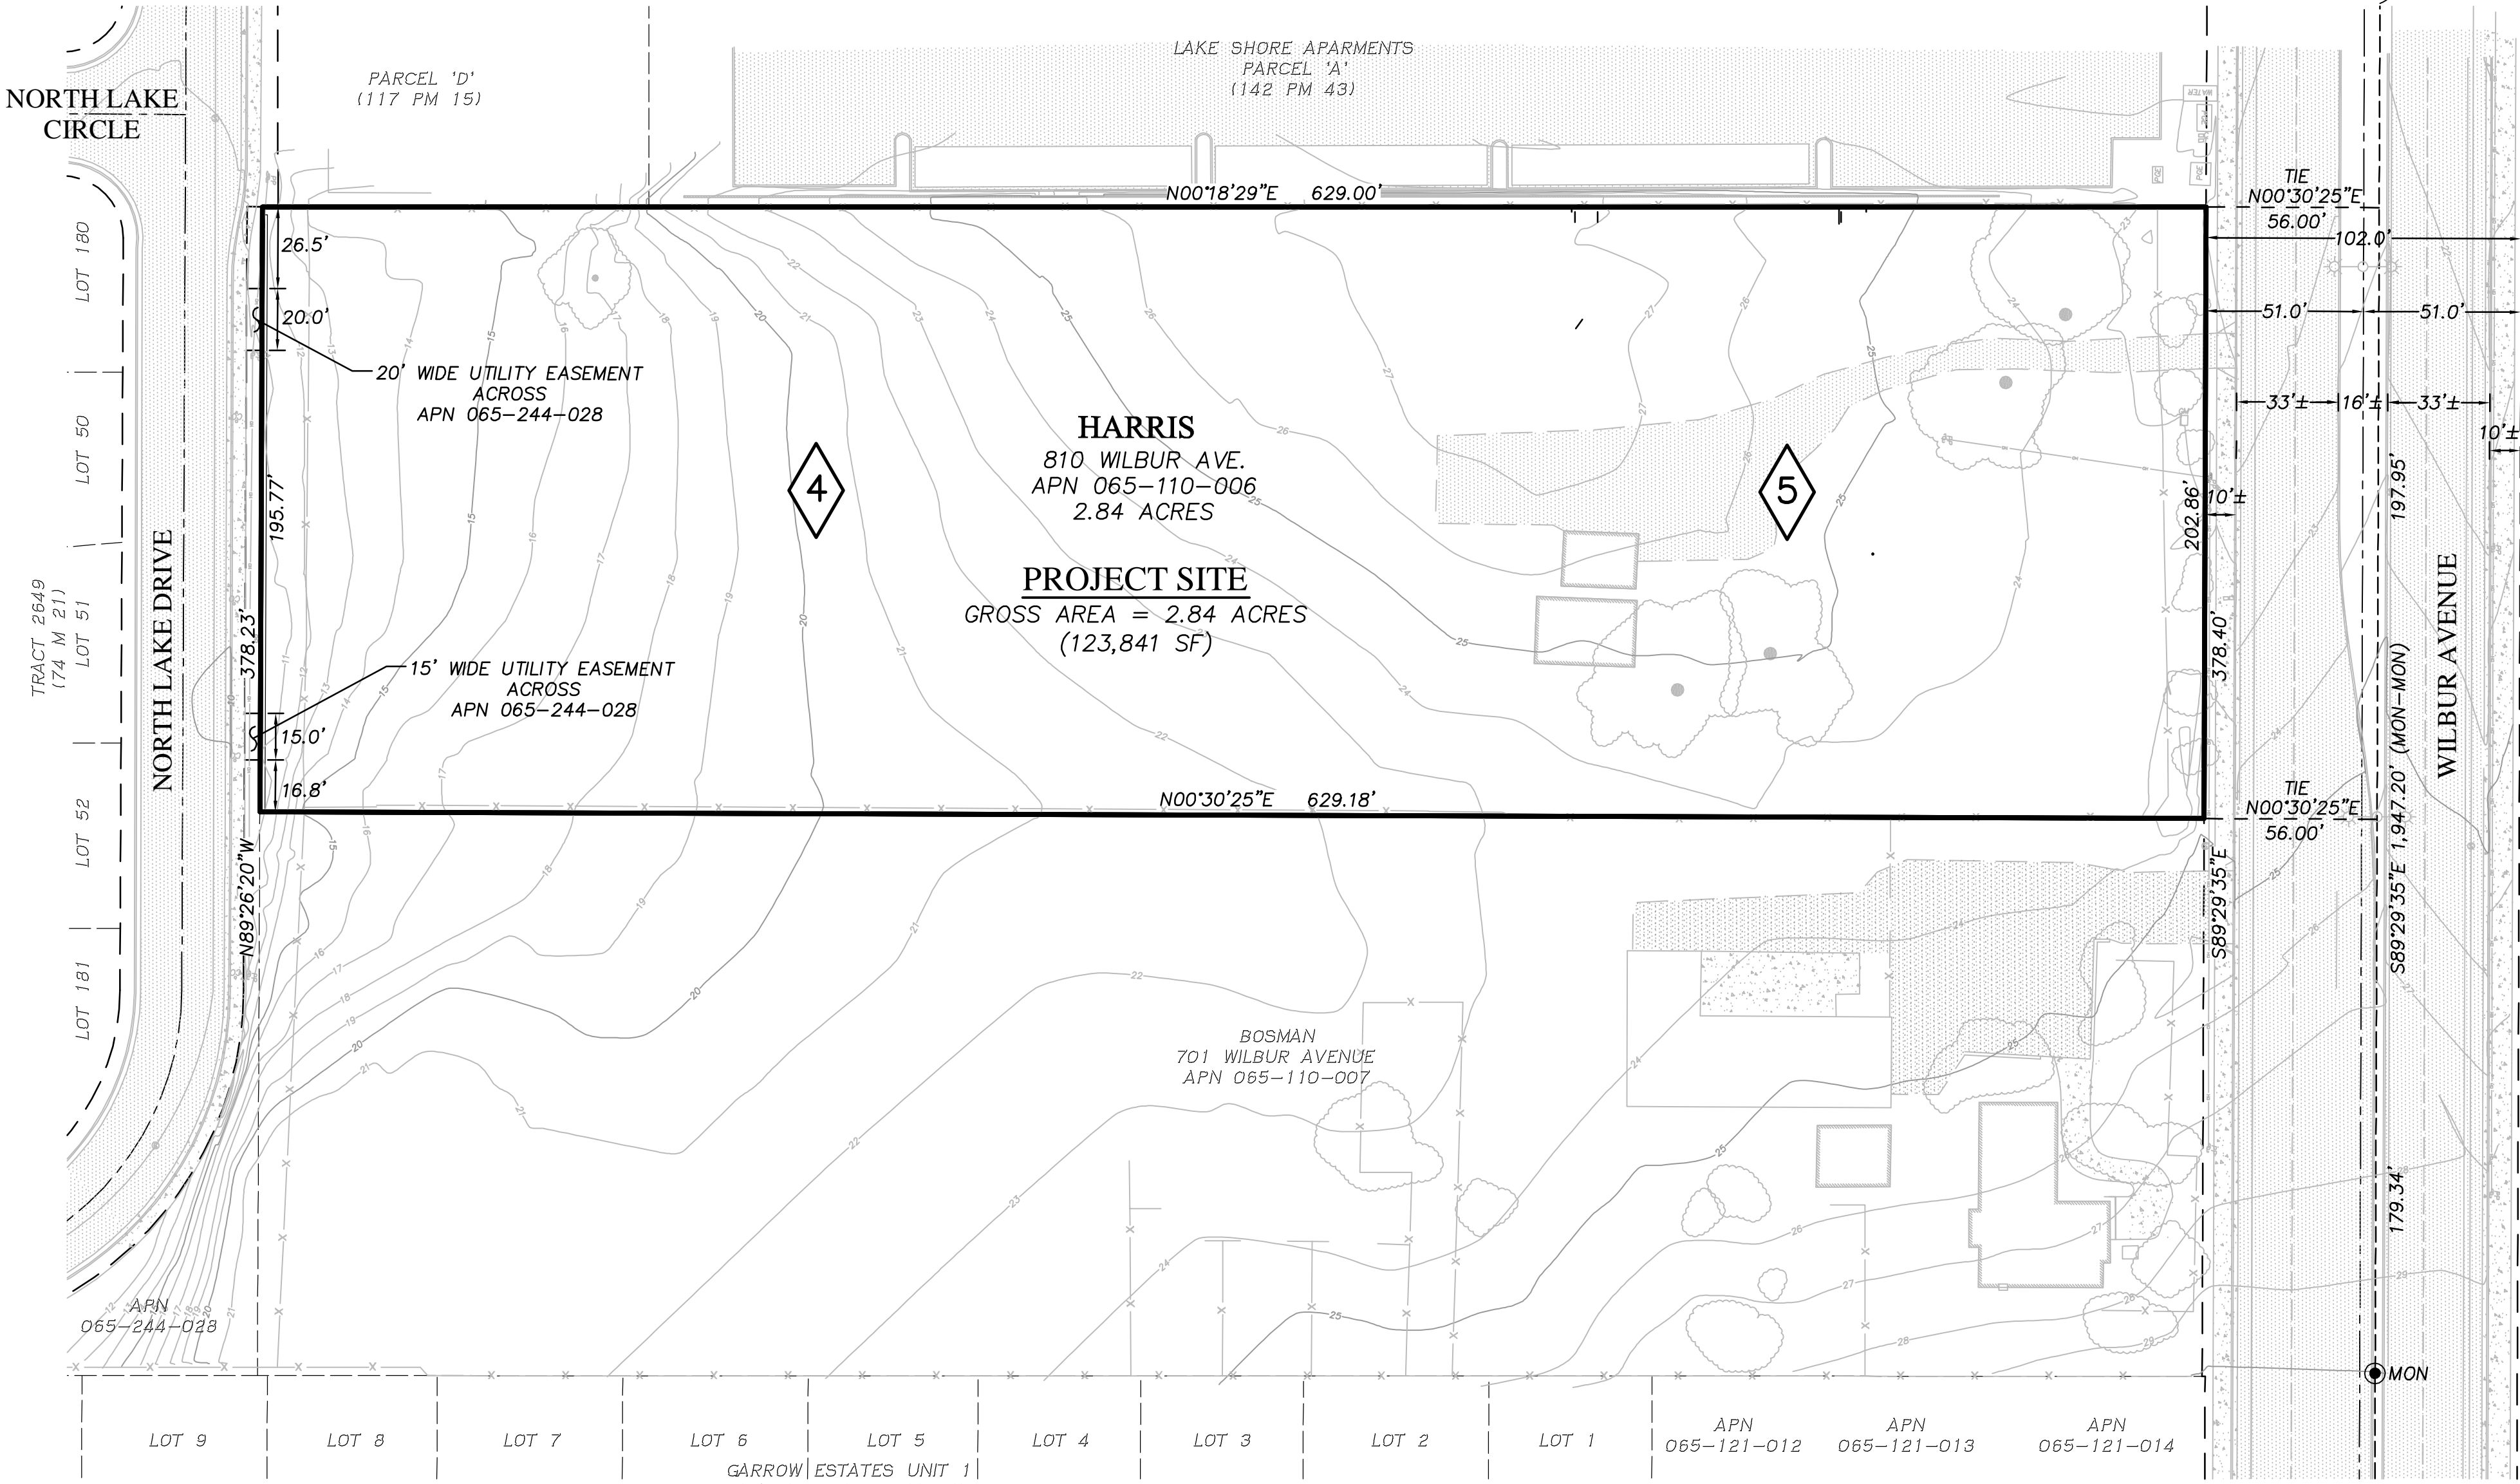 LAKE SHORE APARMENTS
PARCEL 'A'
(142 PM 43)
PARCEL 'D'
(117 PM 15)
NORTH LAKE
CIRCLE
WATER
PGE
PGE
N00°18'29"E 629.00'
TIE
N00°30'25"E
56.00'
102.0'
26.5'
20.0'
51.0'
51.0'
20' WIDE UTILITY EASEMENT
ACROSS
APN 065-244-028
33'±
16'±
33'±
10'±
LOT 180
LOT 50
LOT 51
LOT 52
LOT 181
TRACT 2649
(74 M 21)
NORTH LAKE DRIVE
195.77'
378.23'
N89°26'20"W
HARRIS
810 WILBUR AVE.
APN 065-110-006
2.84 ACRES
4
5
PROJECT SITE
GROSS AREA = 2.84 ACRES
(123,841 SF)
202.86'
10'±
197.95'
378.40'
WILBUR AVENUE
15' WIDE UTILITY EASEMENT
ACROSS
APN 065-244-028
15.0'
16.8'
N00°30'25"E 629.18'
TIE
N00°30'25"E
56.00'
S89°29'35"E
S89°29'35"E 1,947.20' (MON-MON)
179.34'
BOSMAN
701 WILBUR AVENUE
APN 065-110-007
APN
065-244-028
MON
LOT 9
LOT 8
LOT 7
LOT 6
LOT 5
LOT 4
LOT 3
LOT 2
LOT 1
APN
065-121-012
APN
065-121-013
APN
065-121-014
GARROW ESTATES UNIT 1